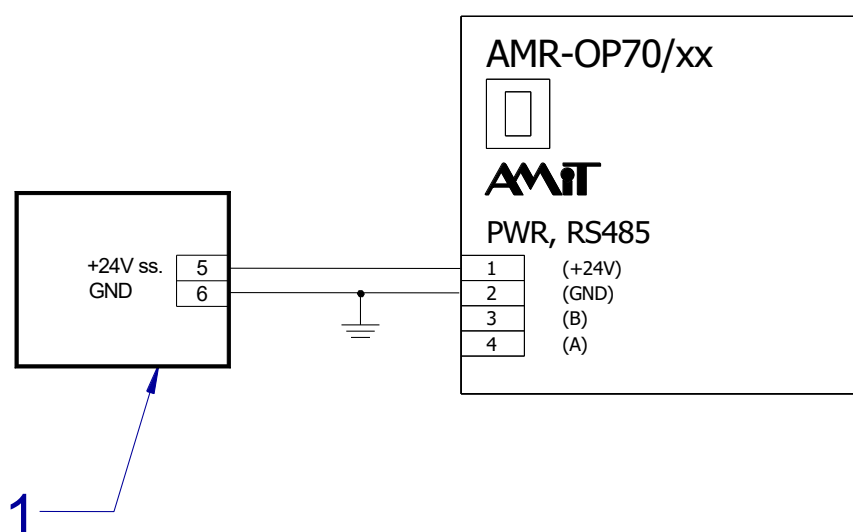 AMR-OP70/xx
AMiT
PWR, RS485
+24V ss. 5
GND 6
1 (+24V)
2 (GND)
3 (B)
4 (A)
1